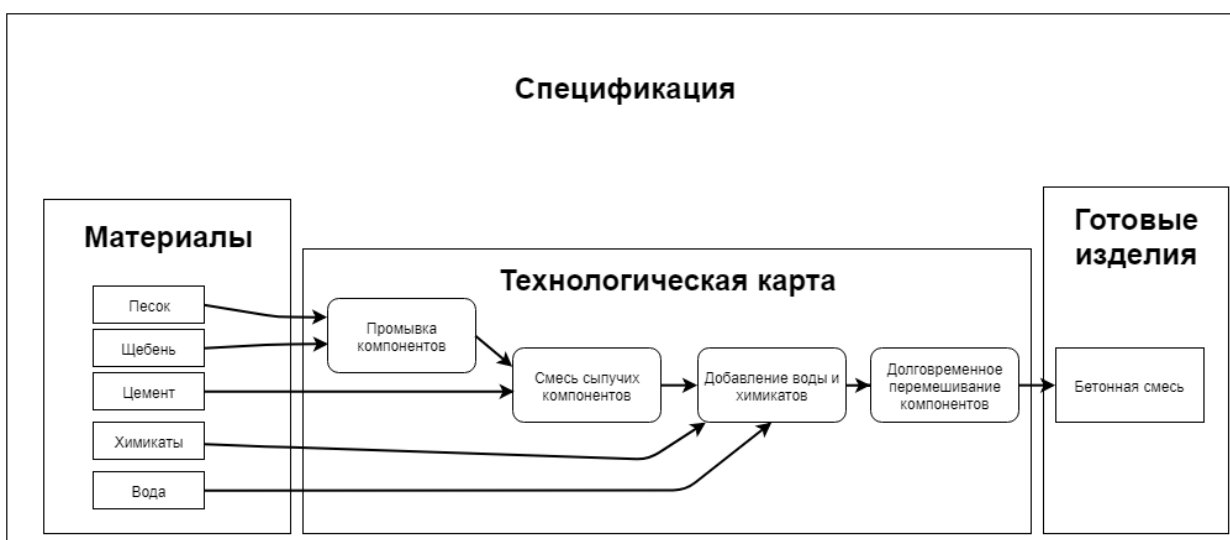 Спецификация
Материалы
Песок
Щебень
Цемент
Химикаты
Вода
Технологическая карта
Промывка
компонентов
Смесь сыпучих
компонентов
Добавление воды и
химикатов
Долговременное
перемешивание
компонентов
Готовые
изделия
Бетонная смесь